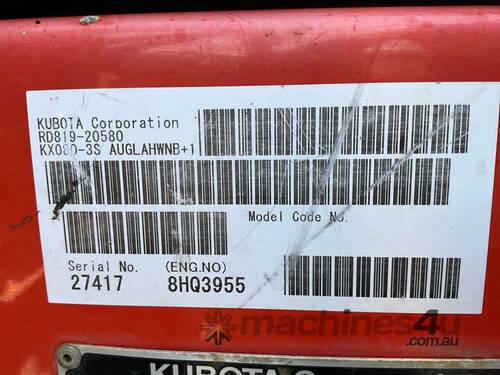 KUBOTA Corporation
RD819-20580
KX080-3S AUGLAHWNB+1
Model Code No.
Serial No. (ENG.NO)
27417 8HQ3955
machines4u
.com.au
KUBOTA